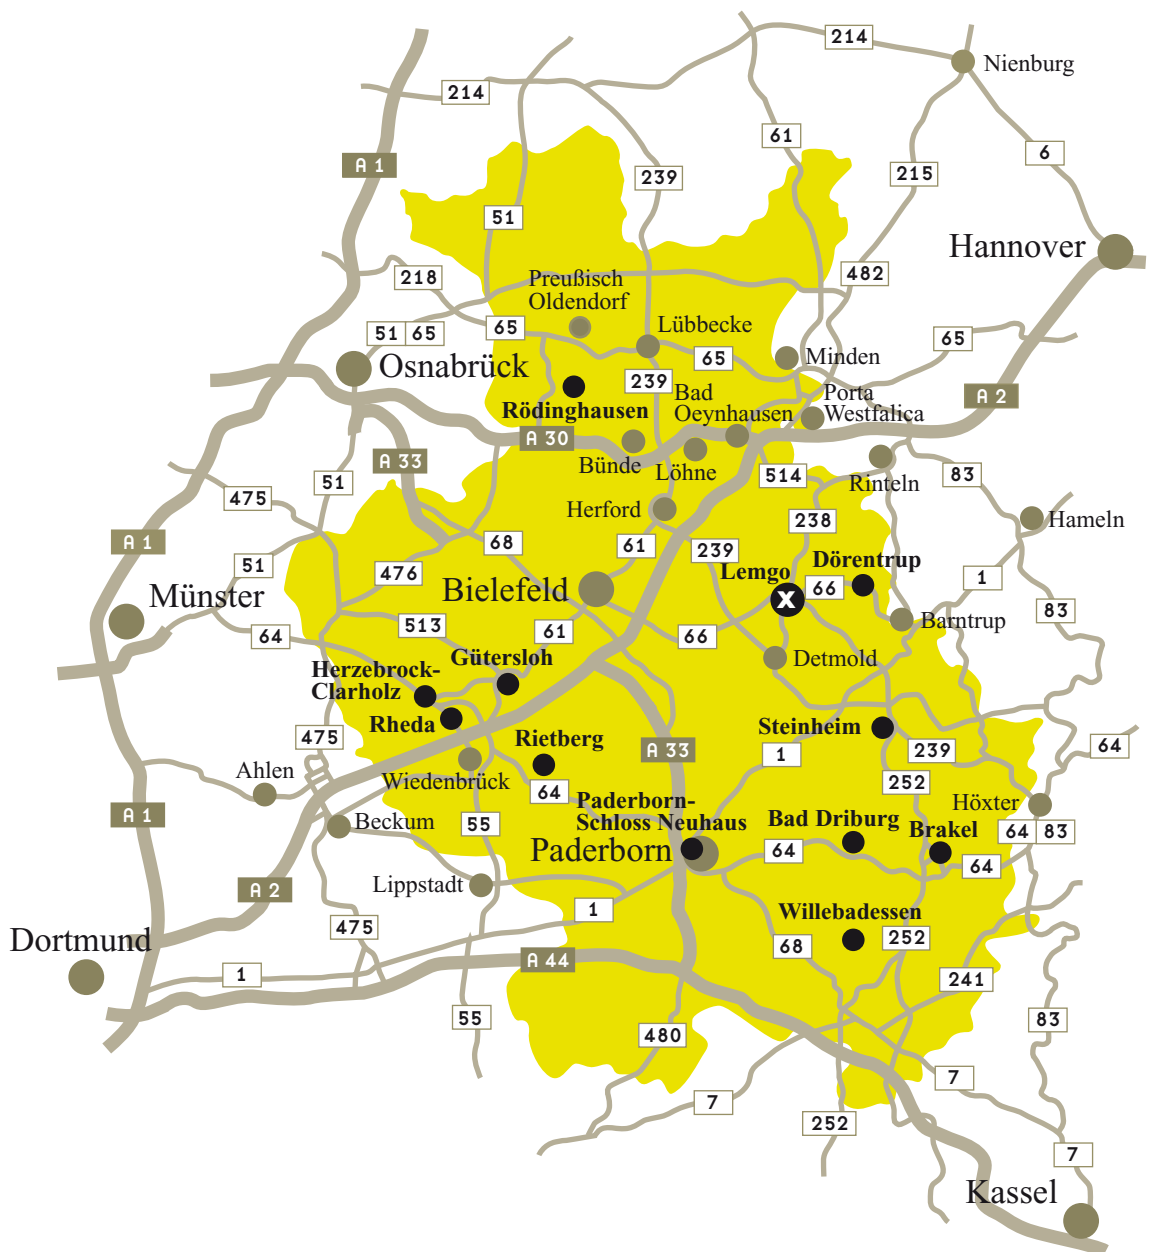 214
Nienburg
214
61
6
A 1
239
215
51
Hannover
218
Preußisch
Oldendorf
482
51 65
65
Lübbecke
65
Osnabrück
65
Minden
239
Bad
Oeynhausen
Porta
Westfalica
A 2
Rödinghausen
A 30
A 33
Bünde
Löhne
514
Rinteln
83
51
475
Herford
238
Hameln
A 1
68
61
239
Dörentrup
51
476
Bielefeld
Lemgo
x
66
1
Münster
83
64
513
61
66
Barntrup
Gütersloh
Detmold
Herzebrock-
Clarholz
Rheda
Steinheim
475
Rietberg
A 33
1
239
64
Ahlen
Wiedenbrück
252
64
Paderborn-
Schloss Neuhaus
Höxter
A 1
Beckum
55
Bad Driburg
Brakel
64 83
Paderborn
64
64
Lippstadt
A 2
1
Willebadessen
475
68
252
Dortmund
A 44
1
241
55
480
83
7
7
252
7
Kassel